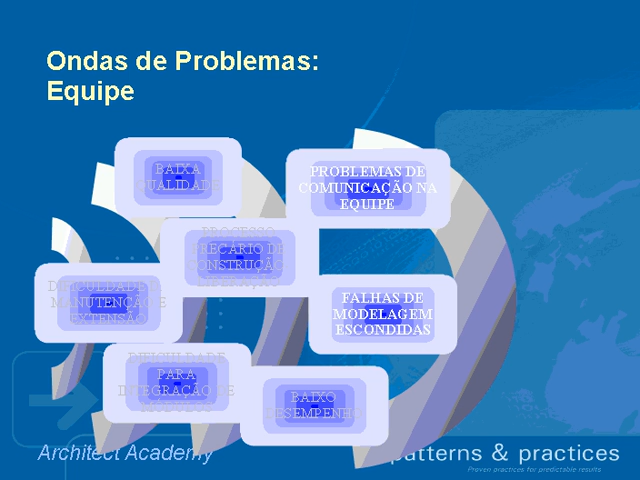 Ondas de Problemas:
Equipe
BAIXA
QUALIDADE
PROBLEMAS DE
COMUNICAÇÃO NA
EQUIPE
PROCESSO
PRECÁRIO DE
CONSTRUÇÃO
MANUTENÇÃO E
EXTENSÃO
FALHAS DE
MODELAGEM
ESCONDIDAS
DIFICULDADE
PARA
INTEGRAÇÃO DE
BAIXO
DESEMPENHO
Architect Academy
patterns & practices
Proven practices for predictable results